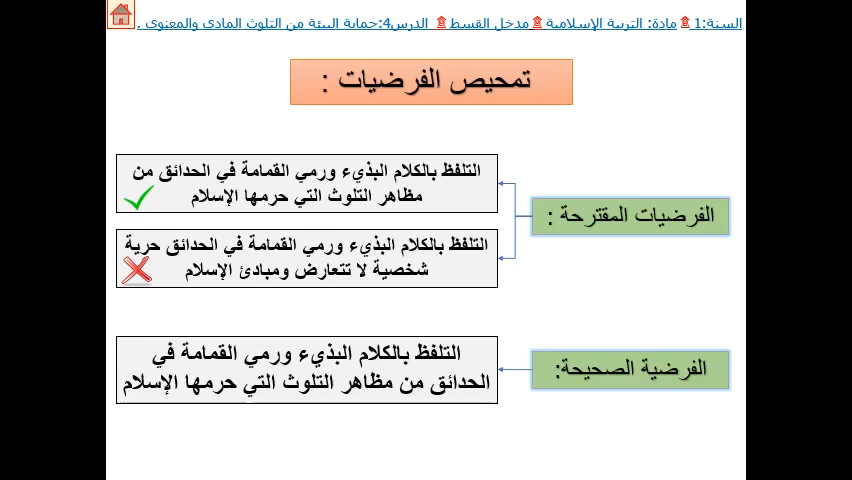 السنة:1 مادة: التربية الإسلامية مدخل القسط الدرس4:حماية البيئة من التلوث المادي والمعنوي .
تمحيص الفرضيات :
الفرضيات المقترحة :
التلفظ بالكلام البذيء ورمي القمامة في الحدائق من
مظاهر التلوث التي حرمها الإسلام
التلفظ بالكلام البذيء ورمي القمامة في الحدائق حرية
شخصية لا تتعارض ومبادئ الإسلام
الفرضية الصحيحة:
التلفظ بالكلام البذيء ورمي القمامة في
الحدائق من مظاهر التلوث التي حرمها الإسلام